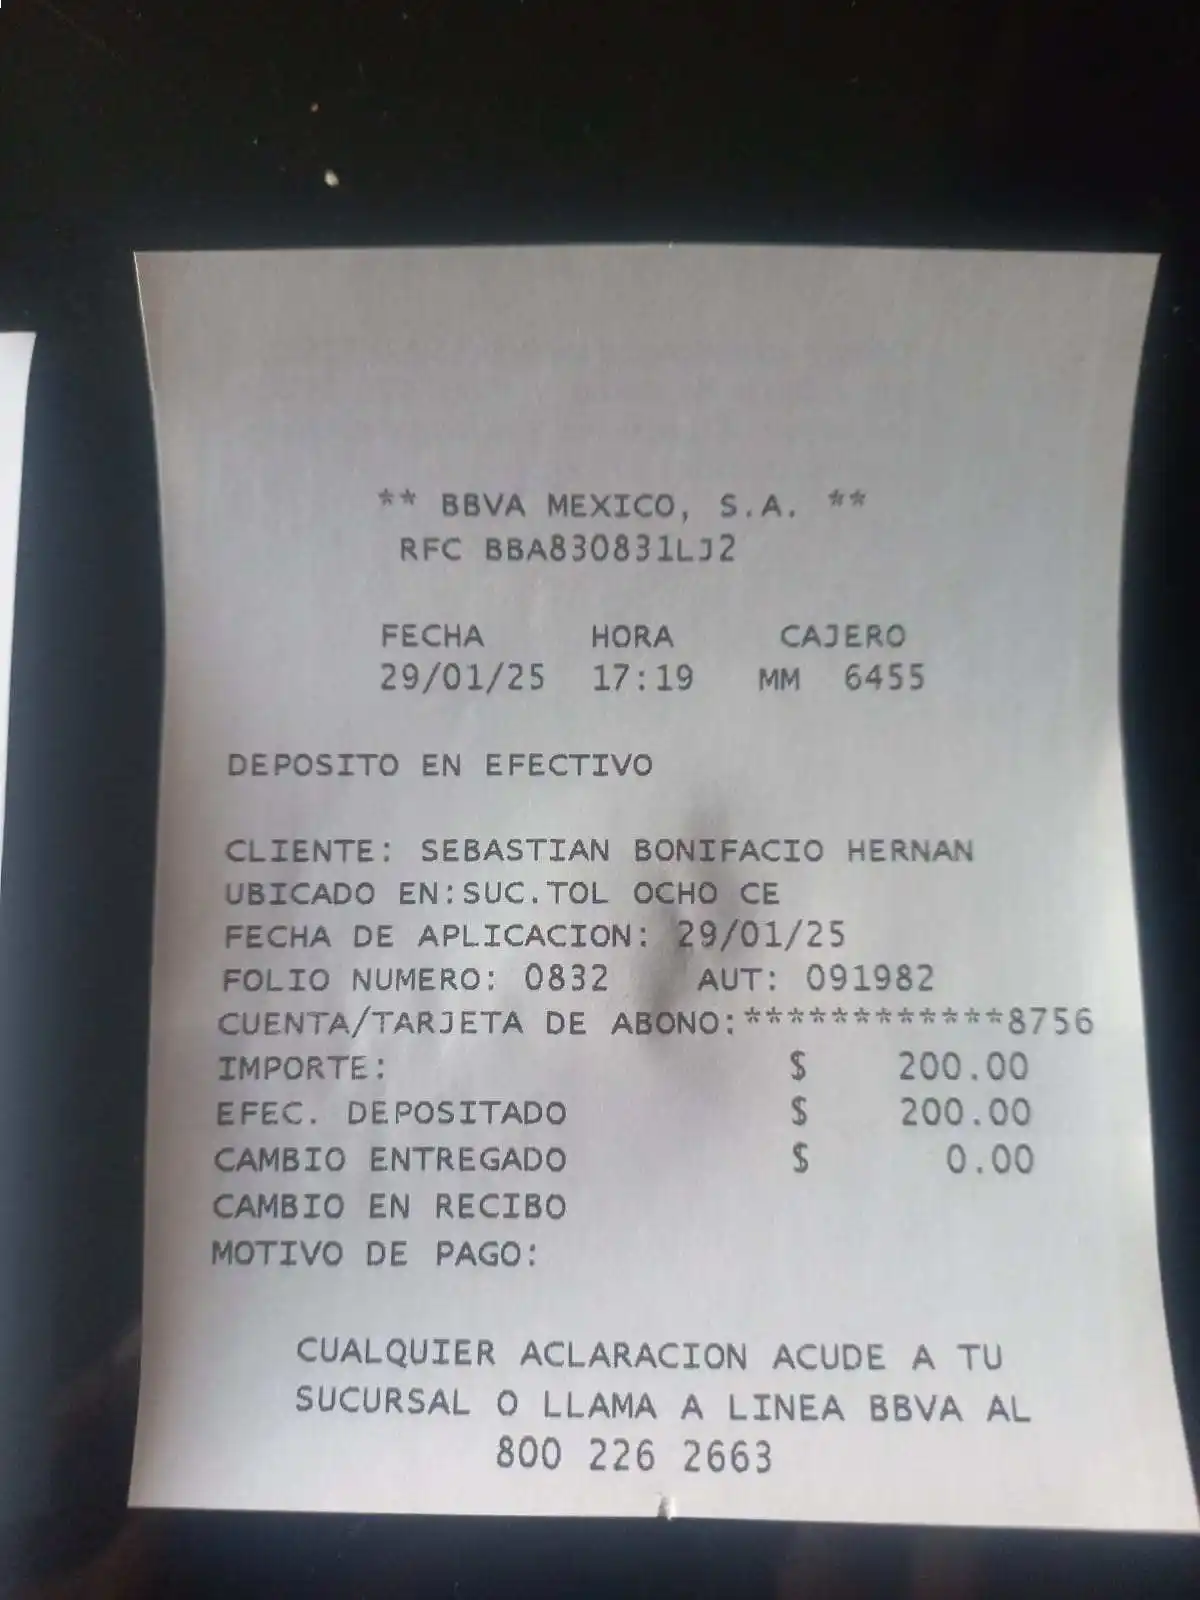 ** BBVA MEXICO, S.A. **
RFC BBA830831LJ2
FECHA HORA CAJERO
29/01/25 17:19 MM 6455
DEPOSITO EN EFECTIVO
CLIENTE: SEBASTIAN BONIFACIO HERNAN
UBICADO EN:SUC.TOL OCHO CE
FECHA DE APLICACION: 29/01/25
FOLIO NUMERO: 0832 AUT: 091982
CUENTA/TARJETA DE ABONO:************8756
IMPORTE: $ 200.00
EFEC. DEPOSITADO $ 200.00
CAMBIO ENTREGADO $ 0.00
CAMBIO EN RECIBO
MOTIVO DE PAGO:
CUALQUIER ACLARACION ACUDE A TU
SUCURSAL O LLAMA A LINEA BBVA AL
800 226 2663